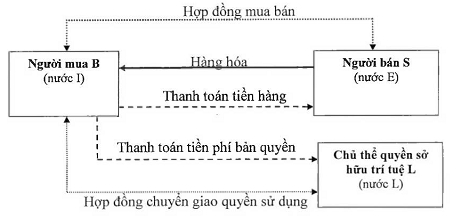 Hợp đồng mua bán
Người mua B
(nước I)
Hàng hóa
Người bán S
(nước E)
Thanh toán tiền hàng
Thanh toán tiền phí bản quyền
Chủ thể quyền sở
hữu trí tuệ L
(nước L)
Hợp đồng chuyển giao quyền sử dụng